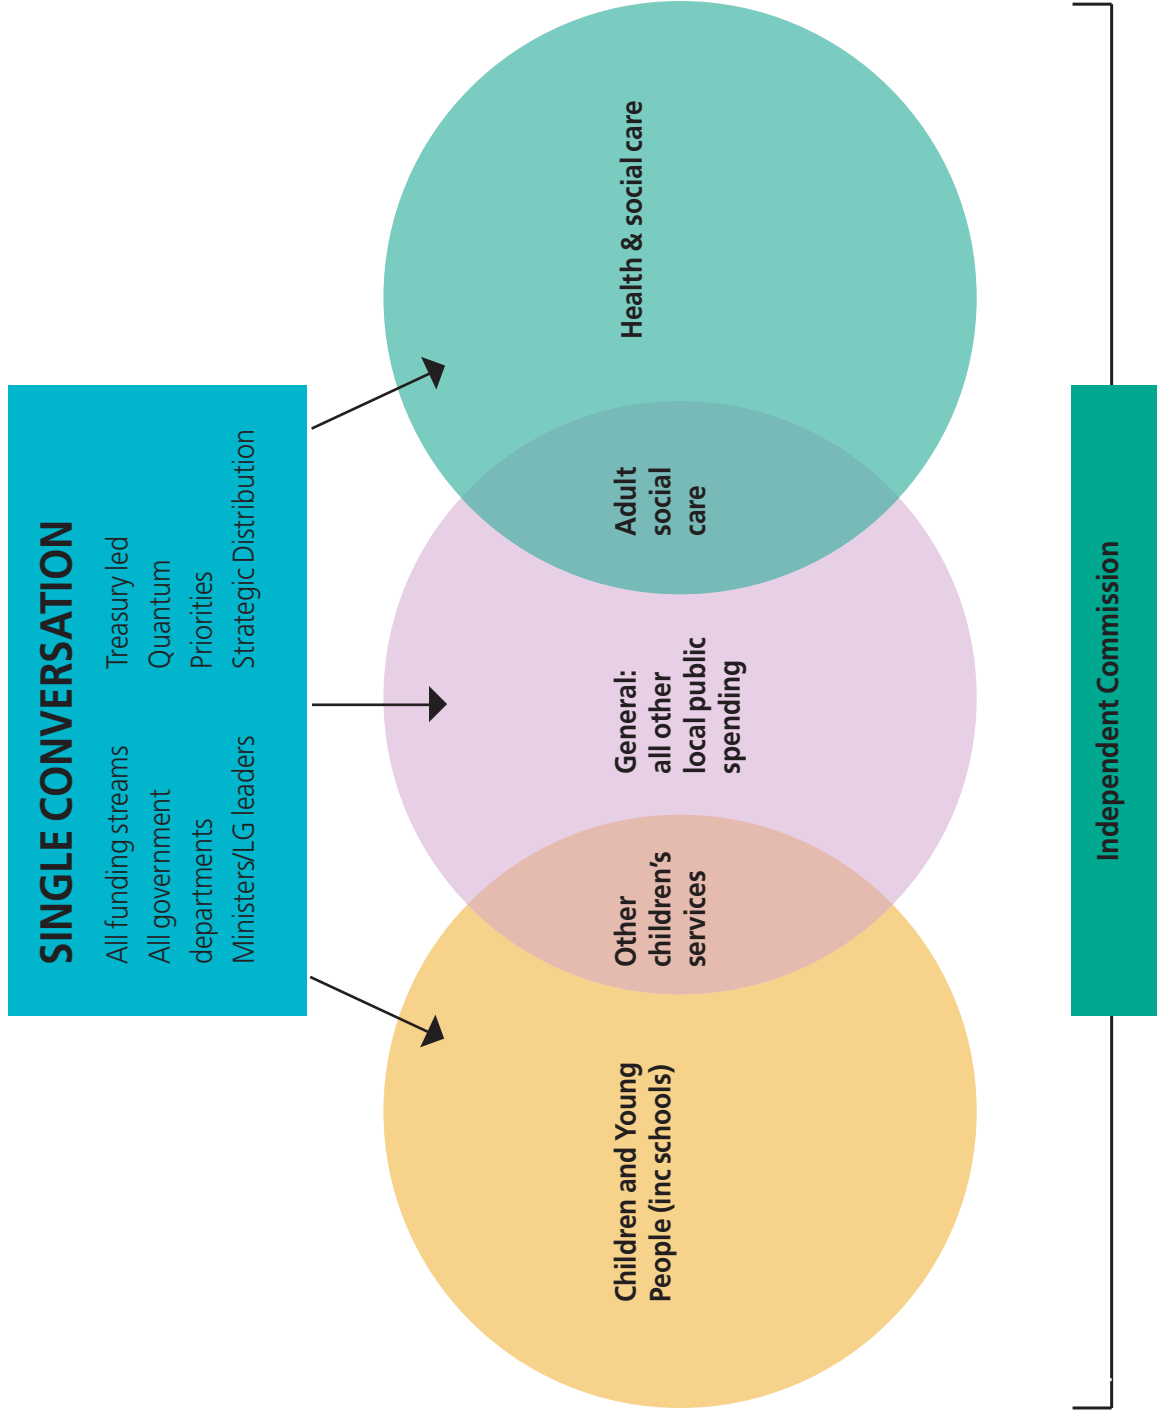 SINGLE CONVERSATION
All funding streams
All government
departments
Ministers/LG leaders
Treasury led
Quantum
Priorities
Strategic Distribution
Children and Young
People (inc schools)
Other
children's
services
General:
all other
local public
spending
Adult
social
care
Health & social care
Independent Commission